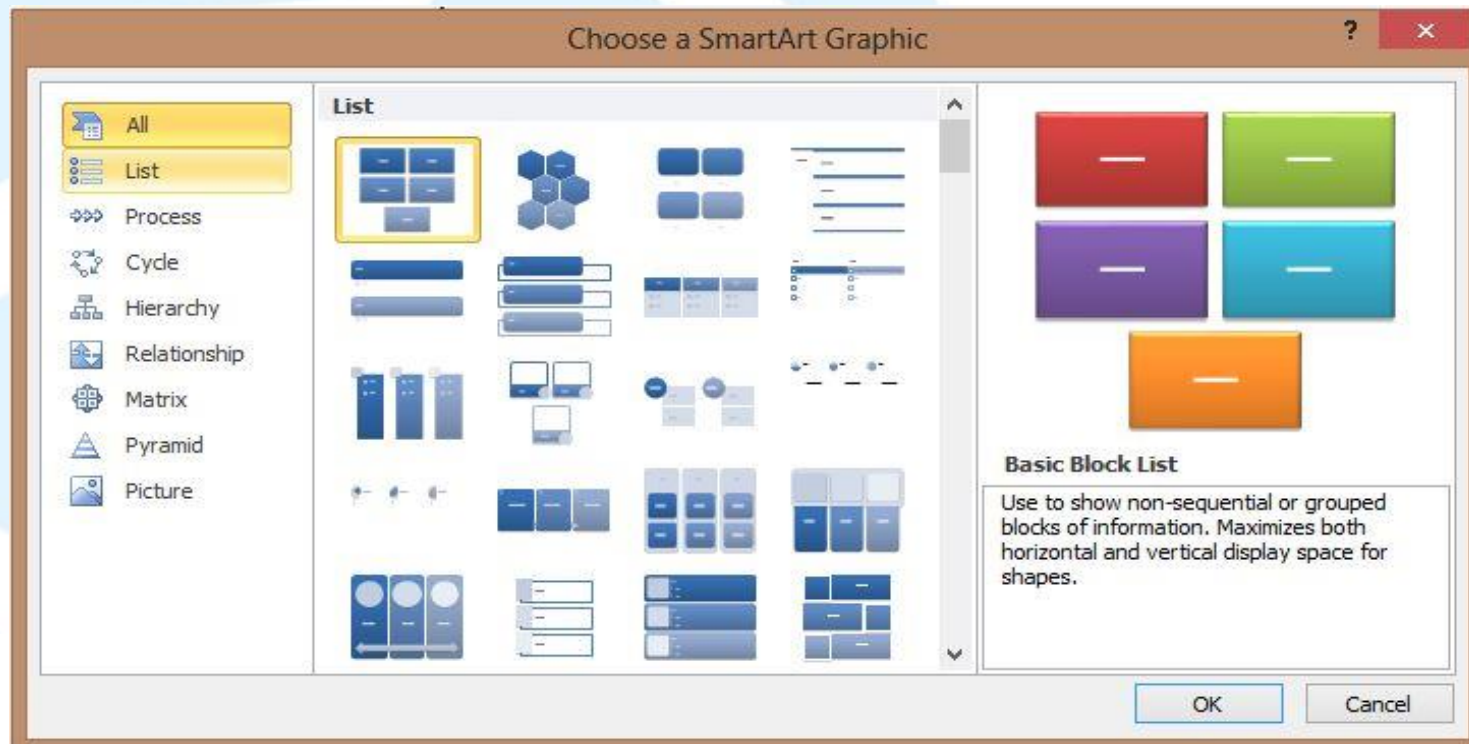 Choose a SmartArt Graphic
?
All
List
Process
Cycle
Hierarchy
Relationship
Matrix
Pyramid
Picture
List
Basic Block List
Use to show non-sequential or grouped
blocks of information. Maximizes both
horizontal and vertical display space for
shapes.
OK
Cancel